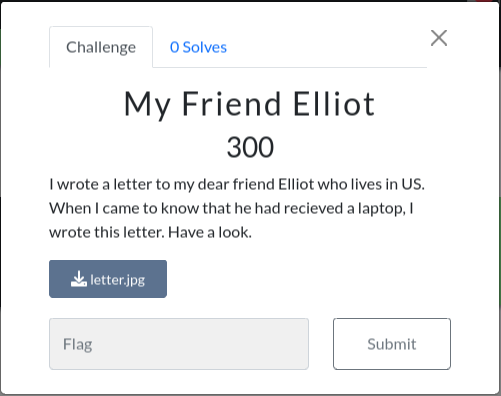 Challenge
0 Solves
My Friend Elliot
300
I wrote a letter to my dear friend Elliot who lives in US.
When I came to know that he had recieved a laptop, I
wrote this letter. Have a look.
letter.jpg
Flag
Submit